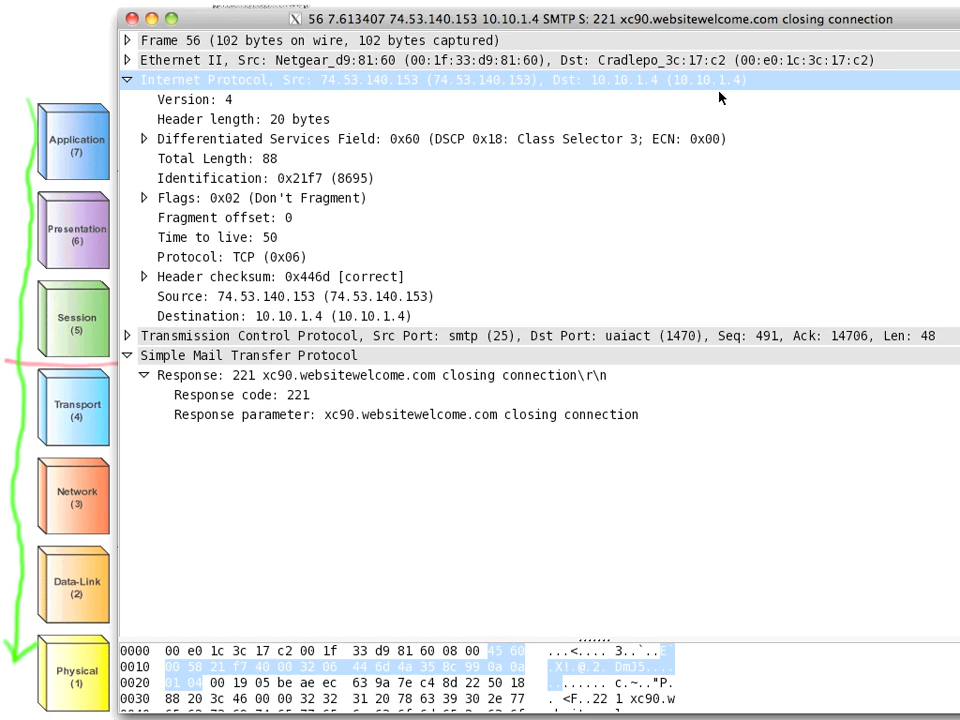 56 7.613407 74.53.140.153 10.10.1.4 SMTP S: 221 xc90.websitewelcome.com closing connection
Frame 56 (102 bytes on wire, 102 bytes captured)
Ethernet II, Src: Netgear_d9:81:60 (00:1f:33:d9:81:60), Dst: Cradlepo_3c:17:c2 (00:e0:1c:3c:17:c2)
Internet Protocol, Src: 74.53.140.153 (74.53.140.153), Dst: 10.10.1.4 (10.10.1.4)
Version: 4
Header length: 20 bytes
Differentiated Services Field: 0x60 (DSCP 0x18: Class Selector 3; ECN: 0x00)
Total Length: 88
Identification: 0x21f7 (8695)
Flags: 0x02 (Don't Fragment)
Fragment offset: 0
Time to live: 50
Protocol: TCP (0x06)
Header checksum: 0x446d [correct]
Source: 74.53.140.153 (74.53.140.153)
Destination: 10.10.1.4 (10.10.1.4)
Transmission Control Protocol, Src Port: smtp (25), Dst Port: uaiact (1470), Seq: 491, Ack: 14706, Len: 48
Simple Mail Transfer Protocol
Response: 221 xc90.websitewelcome.com closing connection\r\n
Response code: 221
Response parameter: xc90.websitewelcome.com closing connection
0000 00 e0 1c 3c 17 c2 00 1f 33 d9 81 60 08 00 45 60 ...<.... 3..`..E`
0010 00 58 21 f7 40 00 32 06 44 6d 4a 35 8c 99 0a 0a .X!.@.2. DmJ5....
0020 01 04 00 19 05 be ae ec 63 9a 7e c4 8d 22 50 18 ........ c.~.."P.
0030 88 20 3c 46 00 00 32 32 31 20 78 63 39 30 2e 77 . <F..22 1 xc90.w
Application
(7)
Presentation
(6)
Session
(5)
Transport
(4)
Network
(3)
Data-Link
(2)
Physical
(1)